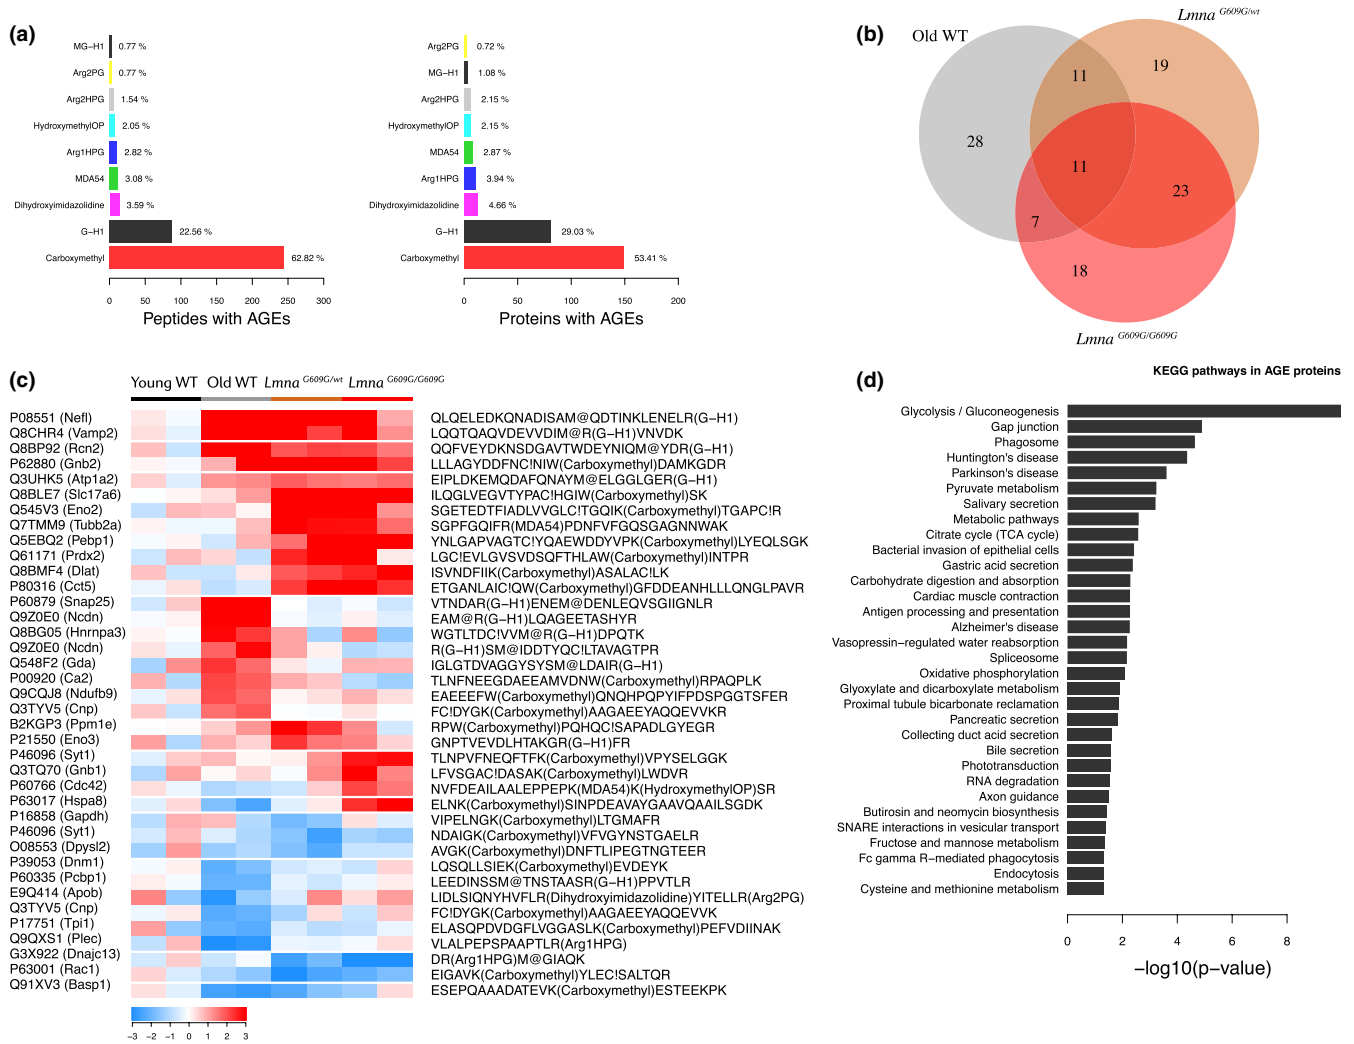 (a)
MG−H1 0.77 %
Arg2PG 0.77 %
Arg2HPG 1.54 %
HydroxymethylOP 2.05 %
Arg1HPG 2.82 %
MDA54 3.08 %
Dihydroxyimidazolidine 3.59 %
G−H1 22.56 %
Carboxymethyl 62.82 %
0 50 100 150 200 250 300
Peptides with AGEs
Arg2PG 0.72 %
MG−H1 1.08 %
Arg2HPG 2.15 %
HydroxymethylOP 2.15 %
MDA54 2.87 %
Arg1HPG 3.94 %
Dihydroxyimidazolidine 4.66 %
G−H1 29.03 %
Carboxymethyl 53.41 %
0 50 100 150 200
Proteins with AGEs
(b)
Old WT
Lmna G609G/wt
11
19
28
11
23
7
18
Lmna G609G/G609G
(c)
Young WT Old WT Lmna G609G/wt Lmna G609G/G609G
P08551 (Nefl) QLQELEDKQNADISAM@QDTINKLENELR(G−H1)
Q8CHR4 (Vamp2) LQQTQAQVDEVVDIM@R(G−H1)VNVDK
Q8BP92 (Rcn2) QQFVEYDKNSDGAVTWDEYNIQM@YDR(G−H1)
P62880 (Gnb2) LLLAGYDDFNC!NIW(Carboxymethyl)DAMKGDR
Q3UHK5 (Atp1a2) EIPLDKEMQDAFQNAYM@ELGGLGER(G−H1)
Q8BLE7 (Slc17a6) ILQGLVEGVTYPAC!HGIW(Carboxymethyl)SK
Q545V3 (Eno2) SGETEDTFIADLVVGLC!TGQIK(Carboxymethyl)TGAPC!R
Q7TMM9 (Tubb2a) SGPFGQIFR(MDA54)PDNFVFGQSGAGNNWAK
Q5EBQ2 (Pebp1) YNLGAPVAGTC!YQAEWDDYVPK(Carboxymethyl)LYEQLSGK
Q61171 (Prdx2) LGC!EVLGVSVDSQFTHLAW(Carboxymethyl)INTPR
Q8BMF4 (Dlat) ISVNDFIIK(Carboxymethyl)ASALAC!LK
P80316 (Cct5) ETGANLAIC!QW(Carboxymethyl)GFDDEANHLLLQNGLPAVR
P60879 (Snap25) VTNDAR(G−H1)ENEM@DENLEQVSGIIGNLR
Q9Z0E0 (Ncdn) EAM@R(G−H1)LQAGEETASHYR
Q8BG05 (Hnrnpa3) WGTLTDC!VVM@R(G−H1)DPQTK
Q9Z0E0 (Ncdn) R(G−H1)SM@IDDTYQC!LTAVAGTPR
Q548F2 (Gda) IGLGTDVAGGYSYSM@LDAIR(G−H1)
P00920 (Ca2) TLNFNEEGDAEEAMVDNW(Carboxymethyl)RPAQPLK
Q9CQJ8 (Ndufb9) EAEEEFW(Carboxymethyl)QNQHPQPYIFPDSPGGTSFER
Q3TYV5 (Cnp) FC!DYGK(Carboxymethyl)AAGAEEYAQQEVVKR
B2KGP3 (Ppm1e) RPW(Carboxymethyl)PQHQC!SAPADLGYEGR
P21550 (Eno3) GNPTVEVDLHTAKGR(G−H1)FR
P46096 (Syt1) TLNPVFNEQFTFK(Carboxymethyl)VPYSELGGK
Q3TQ70 (Gnb1) LFVSGAC!DASAK(Carboxymethyl)LWDVR
P60766 (Cdc42) NVFDEAILAALEPPEPK(MDA54)K(HydroxymethylOP)SR
P63017 (Hspa8) ELNK(Carboxymethyl)SINPDEAVAYGAAVQAAILSGDK
P16858 (Gapdh) VIPELNGK(Carboxymethyl)LTGMAFR
P46096 (Syt1) NDAIGK(Carboxymethyl)VFVGYNSTGAELR
O08553 (Dpysl2) AVGK(Carboxymethyl)DNFTLIPEGTNGTEER
P39053 (Dnm1) LQSQLLSIEK(Carboxymethyl)EVDEYK
P60335 (Pcbp1) LEEDINSSM@TNSTAASR(G−H1)PPVTLR
E9Q414 (Apob) LIDLSIQNYHVFLR(Dihydroxyimidazolidine)YITELLR(Arg2PG)
Q3TYV5 (Cnp) FC!DYGK(Carboxymethyl)AAGAEEYAQQEVVK
P17751 (Tpi1) ELASQPDVDGFLVGGASLK(Carboxymethyl)PEFVDIINAK
Q9QXS1 (Plec) VLALPEPSPAAPTLR(Arg1HPG)
G3X922 (Dnajc13) DR(Arg1HPG)M@GIAQK
P63001 (Rac1) EIGAVK(Carboxymethyl)YLEC!SALTQR
Q91XV3 (Basp1) ESEPQAAADATEVK(Carboxymethyl)ESTEEKPK
−3 −2 −1 0 1 2 3
(d)
KEGG pathways in AGE proteins
Glycolysis / Gluconeogenesis
Gap junction
Phagosome
Huntington's disease
Parkinson's disease
Pyruvate metabolism
Salivary secretion
Metabolic pathways
Citrate cycle (TCA cycle)
Bacterial invasion of epithelial cells
Gastric acid secretion
Carbohydrate digestion and absorption
Cardiac muscle contraction
Antigen processing and presentation
Alzheimer's disease
Vasopressin−regulated water reabsorption
Spliceosome
Oxidative phosphorylation
Glyoxylate and dicarboxylate metabolism
Proximal tubule bicarbonate reclamation
Pancreatic secretion
Collecting duct acid secretion
Bile secretion
Phototransduction
RNA degradation
Axon guidance
Butirosin and neomycin biosynthesis
SNARE interactions in vesicular transport
Fructose and mannose metabolism
Fc gamma R−mediated phagocytosis
Endocytosis
Cysteine and methionine metabolism
0 2 4 6 8
−log10(p−value)